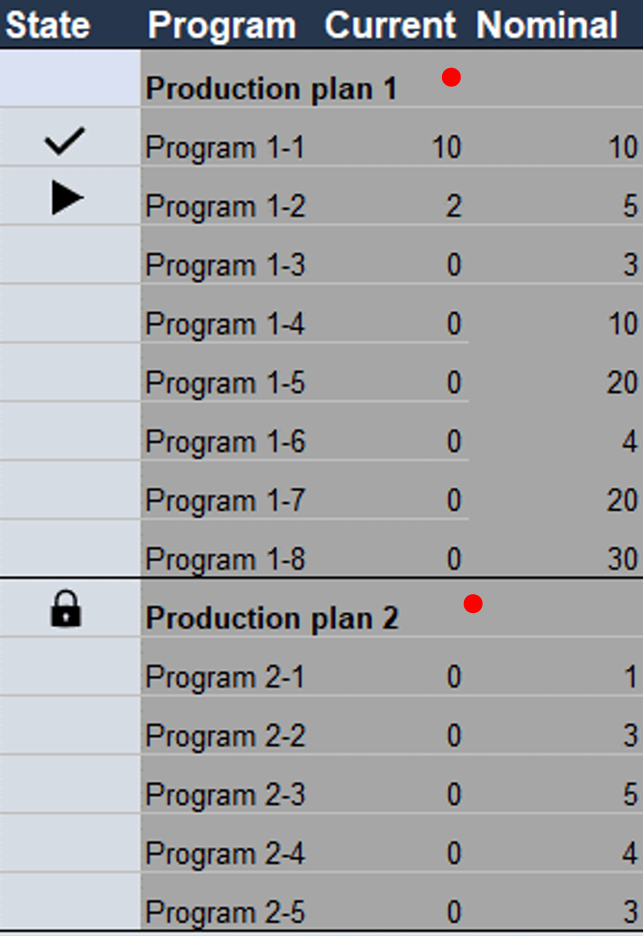 State Program Current Nominal
Production plan 1
Program 1-1 10 10
Program 1-2 2 5
Program 1-3 0 3
Program 1-4 0 10
Program 1-5 0 20
Program 1-6 0 4
Program 1-7 0 20
Program 1-8 0 30
Production plan 2
Program 2-1 0 1
Program 2-2 0 3
Program 2-3 0 5
Program 2-4 0 4
Program 2-5 0 3